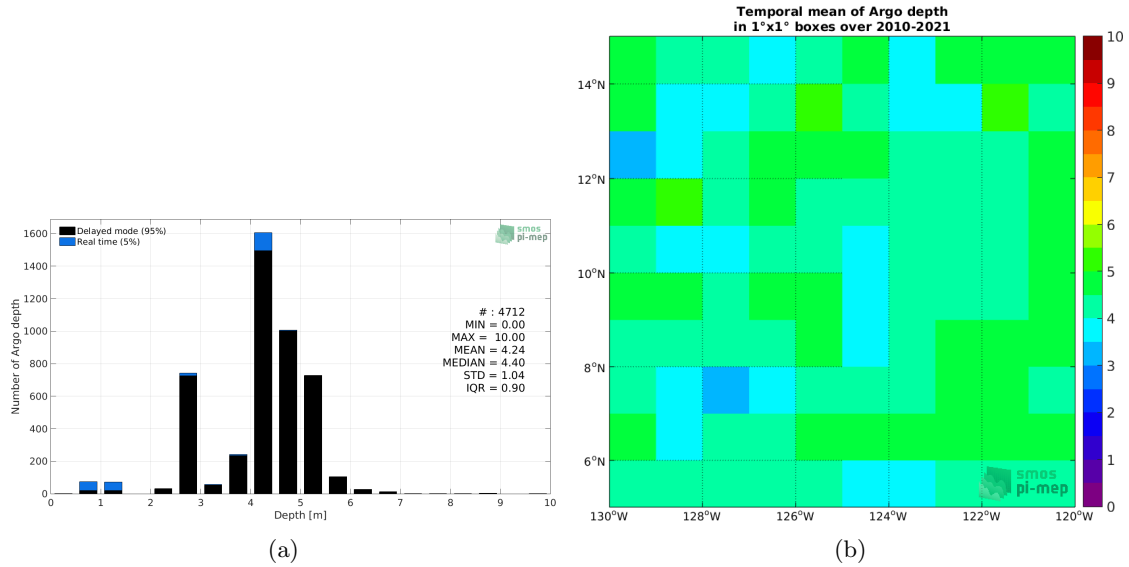 Temporal mean of Argo depth
in 1°x1° boxes over 2010-2021
Delayed mode (95%)
Real time (5%)
smos
pi-mep
# : 4712
MIN = 0.00
MAX = 10.00
MEAN = 4.24
MEDIAN = 4.40
STD = 1.04
IQR = 0.90
Number of Argo depth
1600
1400
1200
1000
800
600
400
200
0
0 1 2 3 4 5 6 7 8 9 10
Depth [m]
(a)
14°N
12°N
10°N
8°N
6°N
130°W 128°W 126°W 124°W 122°W 120°W
smos
pi-mep
10
9
8
7
6
5
4
3
2
1
0
(b)